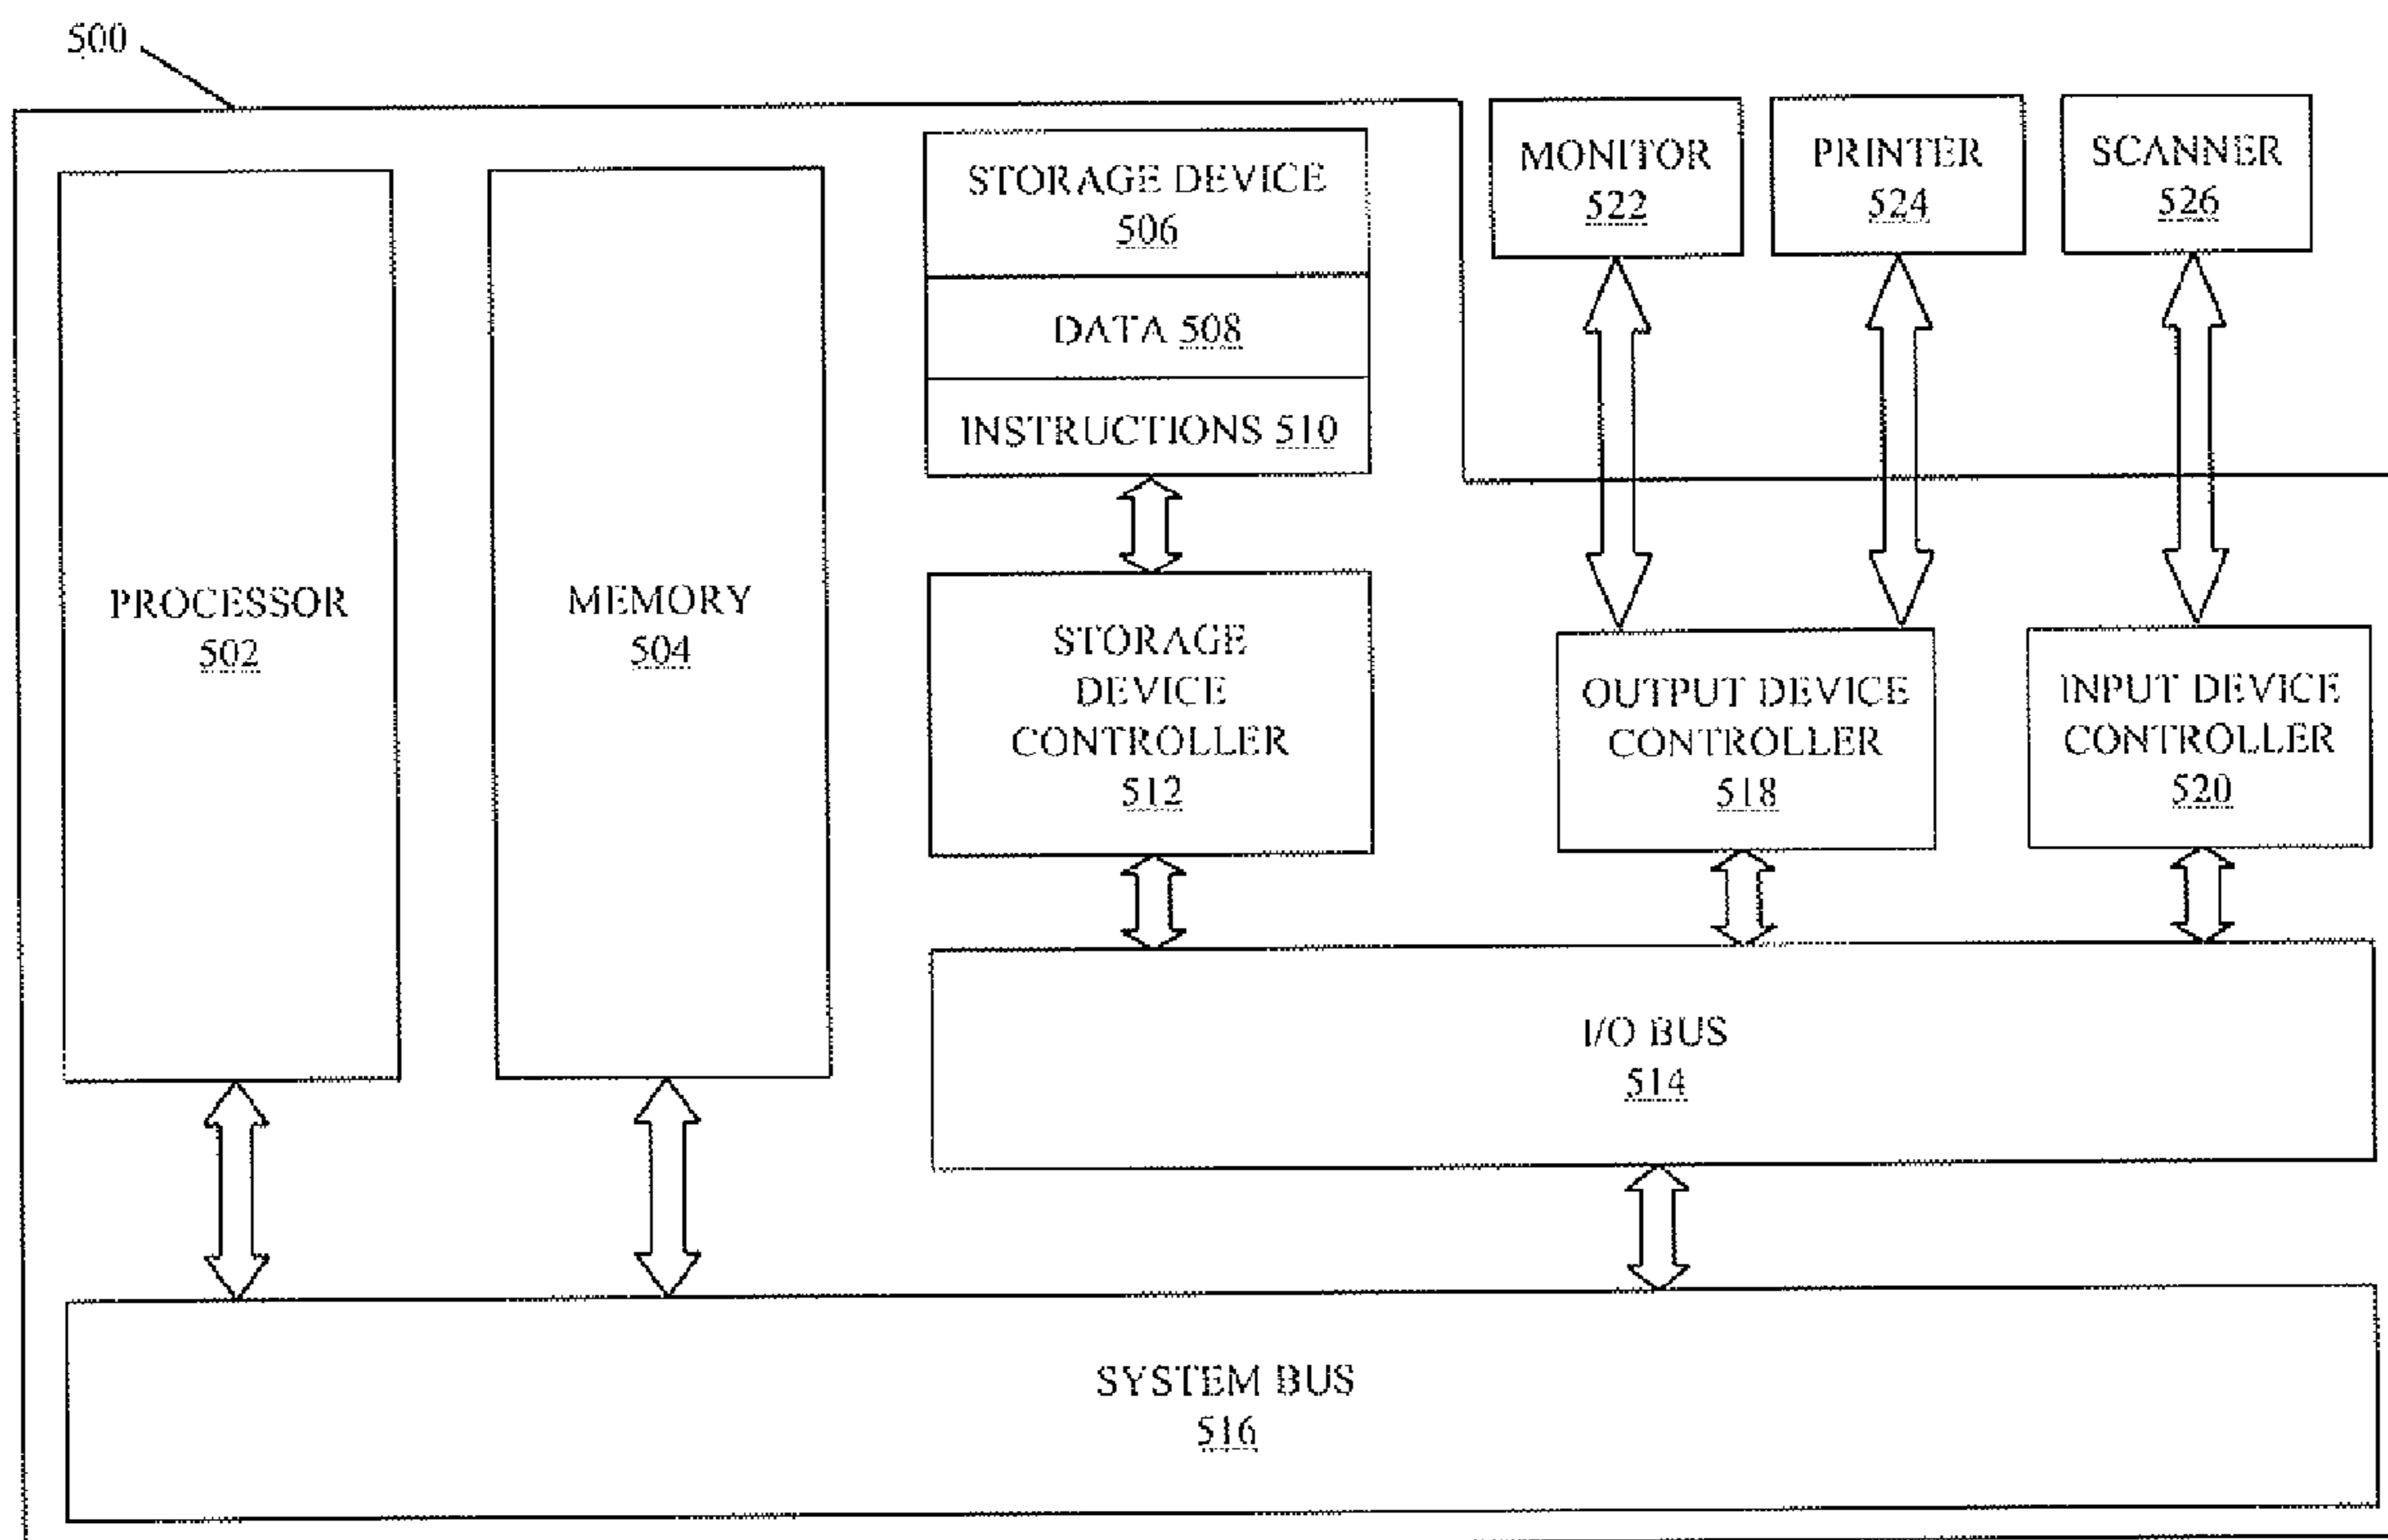 500
STORAGE DEVICE
506
DATA 508
INSTRUCTIONS 510
MONITOR
522
PRINTER
524
SCANNER
526
PROCESSOR
502
MEMORY
504
STORAGE
DEVICE
CONTROLLER
512
OUTPUT DEVICE
CONTROLLER
518
INPUT DEVICE
CONTROLLER
520
I/O BUS
514
SYSTEM BUS
516